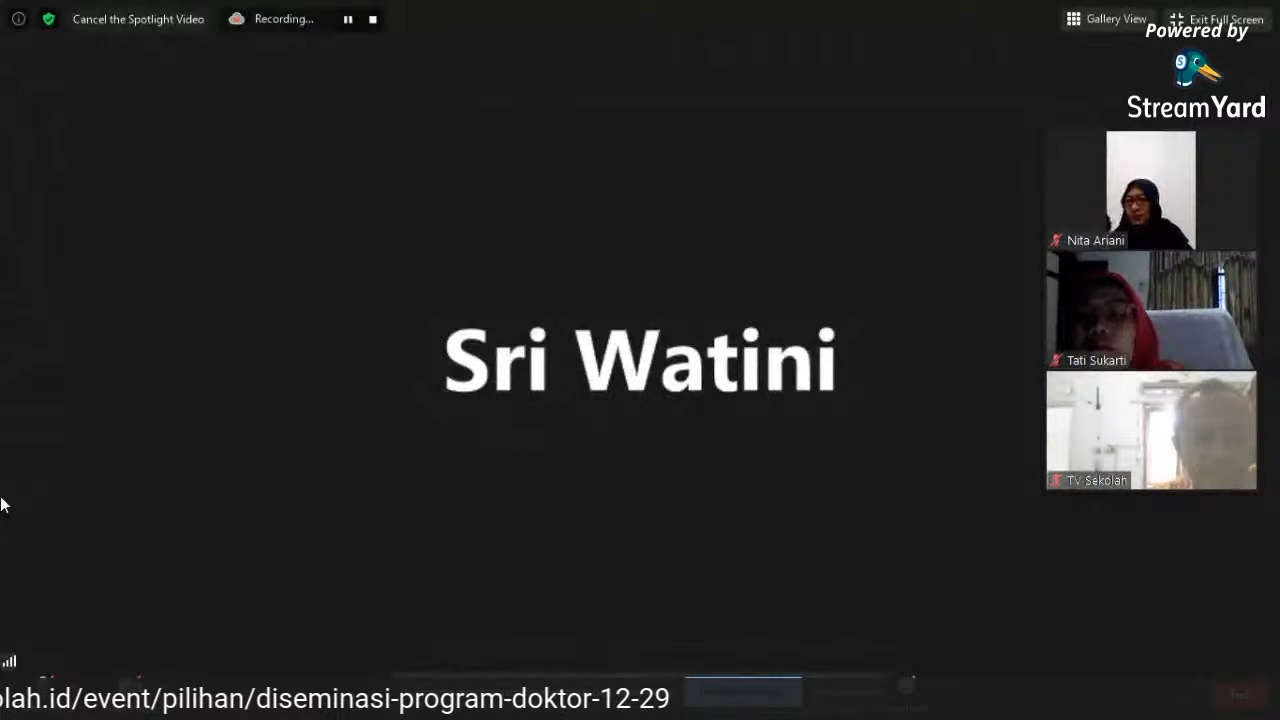 Cancel the Spotlight Video
Recording...
Gallery View
Exit Full Screen
Powered by
StreamYard
Nita Ariani
Sri Watini
Tati Sukarti
TV Sekolah
olah.id/event/pilihan/diseminasi-program-doktor-12-29